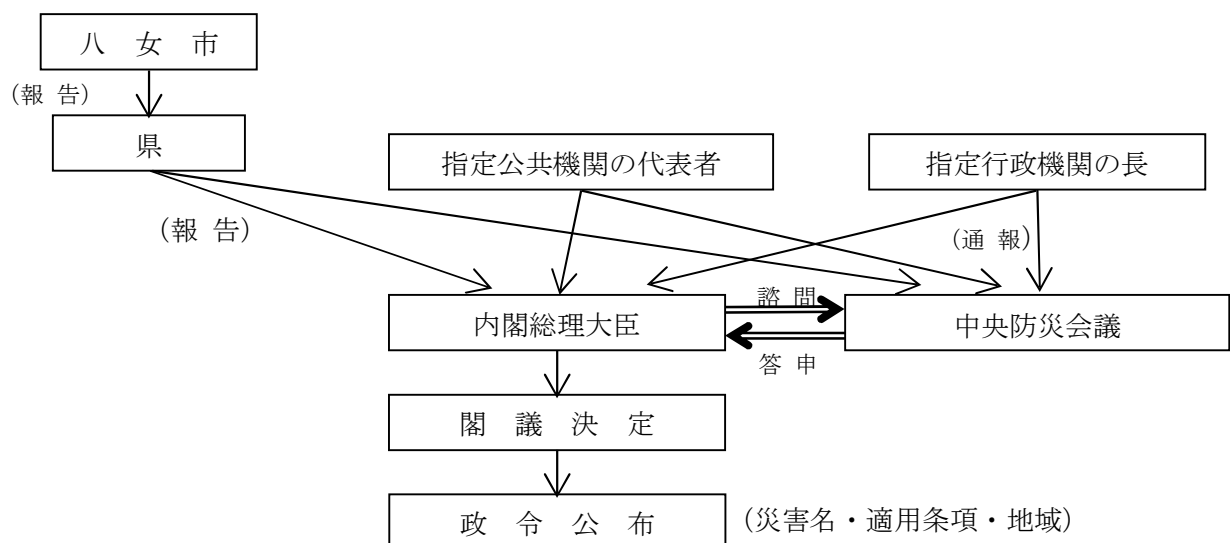 八 女 市
(報 告)
県
指定公共機関の代表者
指定行政機関の長
(報 告)
(通 報)
諮 問
内閣総理大臣
中央防災会議
答 申
閣 議 決 定
政 令 公 布
(災害名・適用条項・地域)